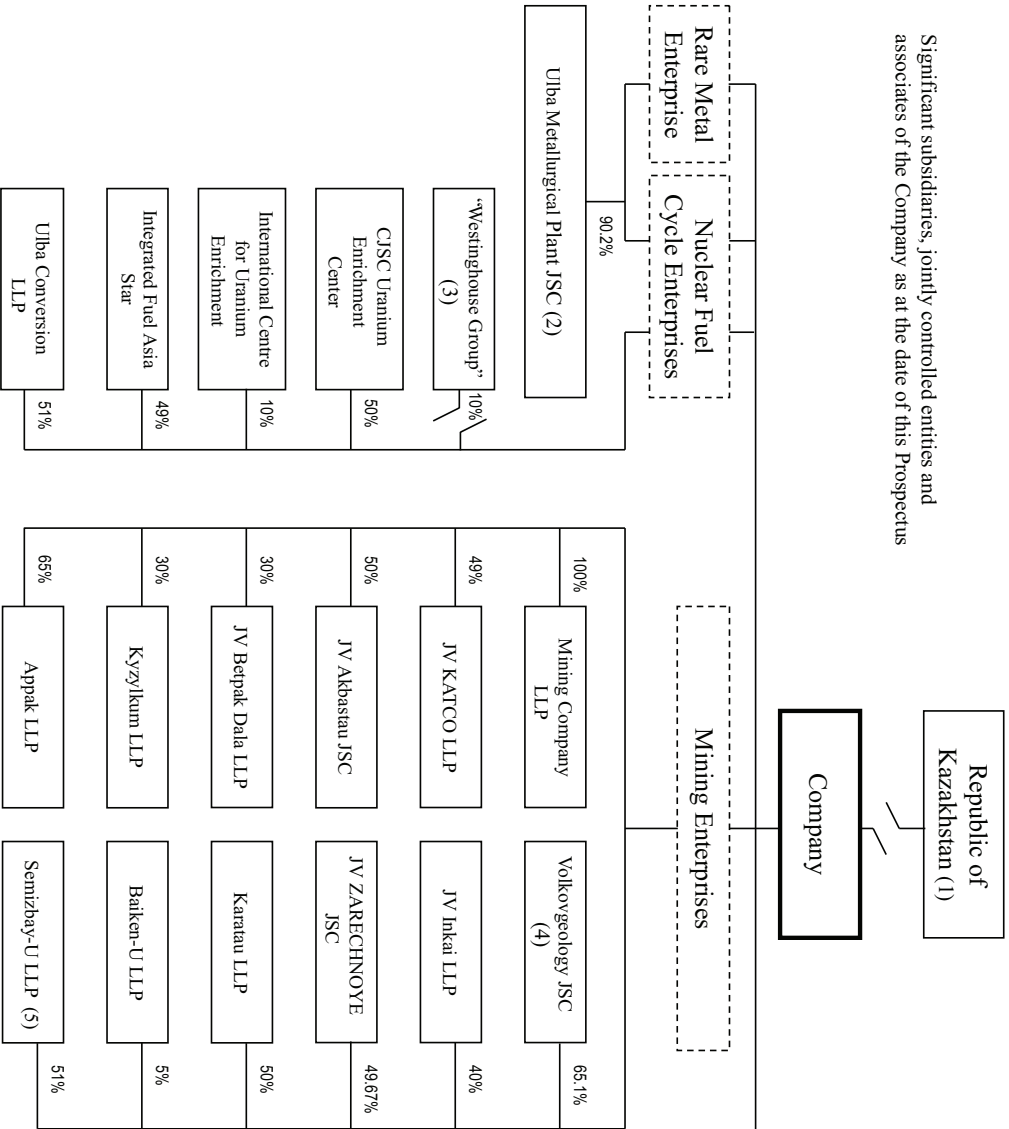 Significant subsidiaries, jointly controlled entities and
associates of the Company as at the date of this Prospectus
Republic of
Kazakhstan (1)
Company
Rare Metal
Enterprise
Nuclear Fuel
Cycle Enterprises
Mining Enterprises
90.2%
Ulba Metallurgical Plant JSC (2)
“Westinghouse Group”
(3)
10%
CJSC Uranium
Enrichment
Center
50%
International Centre
for Uranium
Enrichment
10%
Integrated Fuel Asia
Star
49%
Ulba Conversion
LLP
51%
100%
Mining Company
LLP
49%
JV KATCO LLP
50%
JV Akbastau JSC
30%
JV Betpak Dala LLP
30%
Kyzylkum LLP
65%
Appak LLP
Volkovgeology JSC
(4)
65.1%
JV Inkai LLP
40%
JV ZARECHNOYE
JSC
49.67%
Karatau LLP
50%
Baiken-U LLP
5%
Semizbay-U LLP (5)
51%